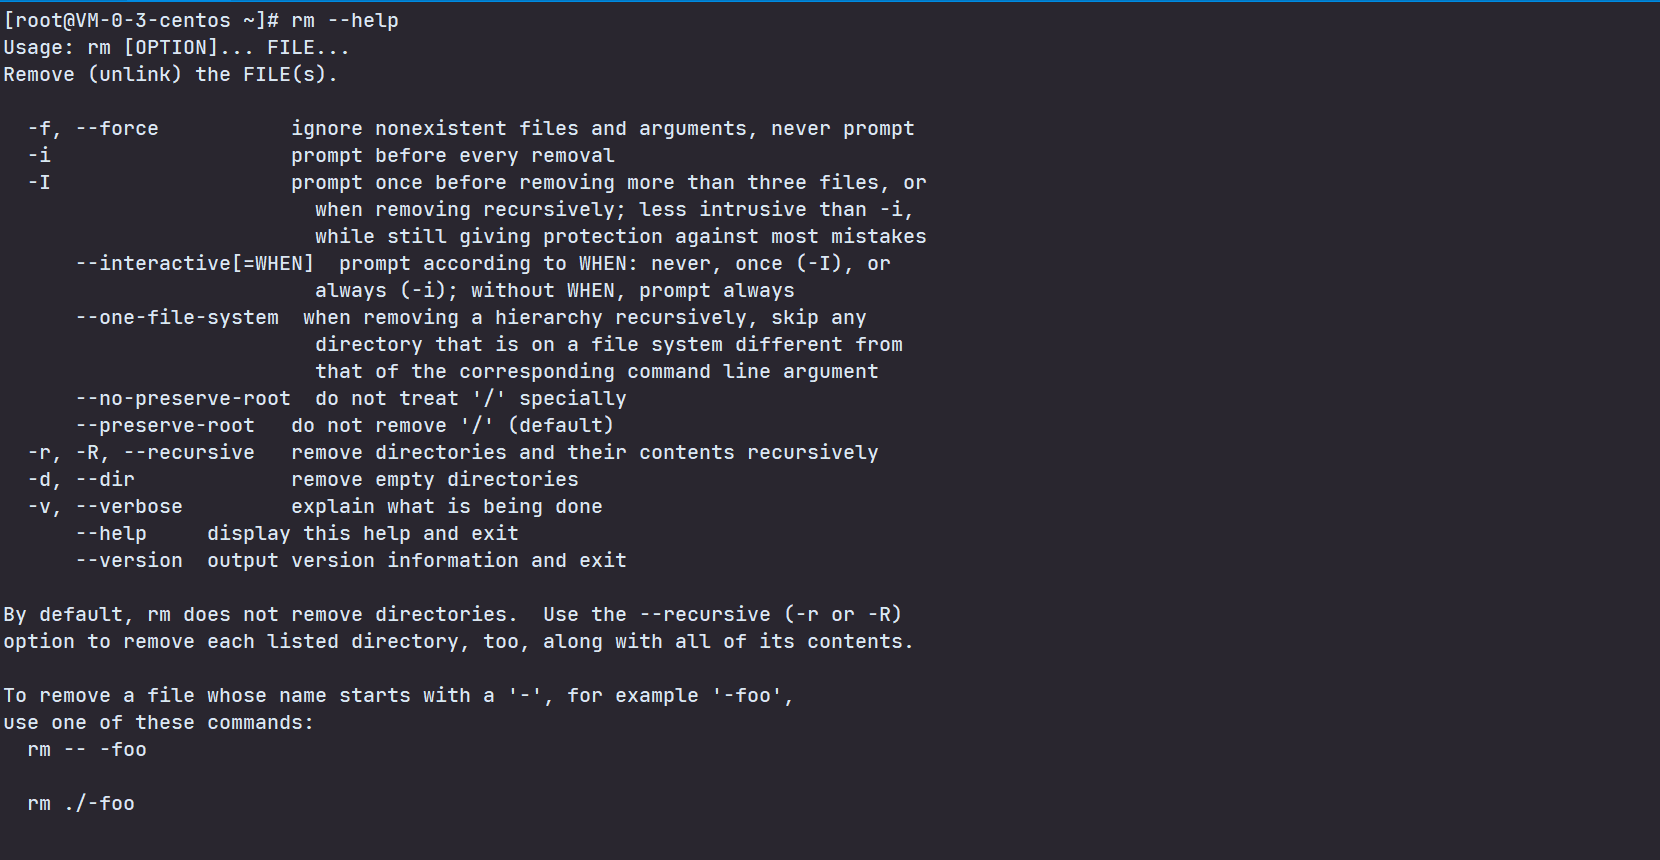 [root@VM-0-3-centos ~]# rm --help
Usage: rm [OPTION]... FILE...
Remove (unlink) the FILE(s).

  -f, --force           ignore nonexistent files and arguments, never prompt
  -i                    prompt before every removal
  -I                    prompt once before removing more than three files, or
                          when removing recursively; less intrusive than -i,
                          while still giving protection against most mistakes
      --interactive[=WHEN]  prompt according to WHEN: never, once (-I), or
                          always (-i); without WHEN, prompt always
      --one-file-system  when removing a hierarchy recursively, skip any
                          directory that is on a file system different from
                          that of the corresponding command line argument
      --no-preserve-root  do not treat '/' specially
      --preserve-root   do not remove '/' (default)
  -r, -R, --recursive   remove directories and their contents recursively
  -d, --dir             remove empty directories
  -v, --verbose         explain what is being done
      --help     display this help and exit
      --version  output version information and exit

By default, rm does not remove directories.  Use the --recursive (-r or -R)
option to remove each listed directory, too, along with all of its contents.

To remove a file whose name starts with a '-', for example '-foo',
use one of these commands:
  rm -- -foo

  rm ./-foo